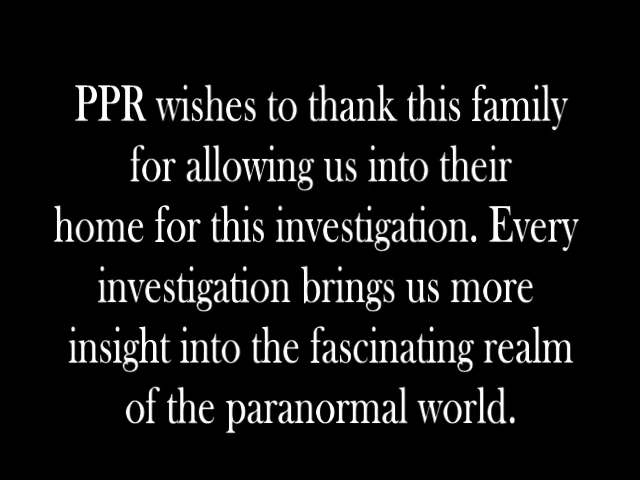 PPR wishes to thank this family
for allowing us into their
home for this investigation. Every
investigation brings us more
insight into the fascinating realm
of the paranormal world.